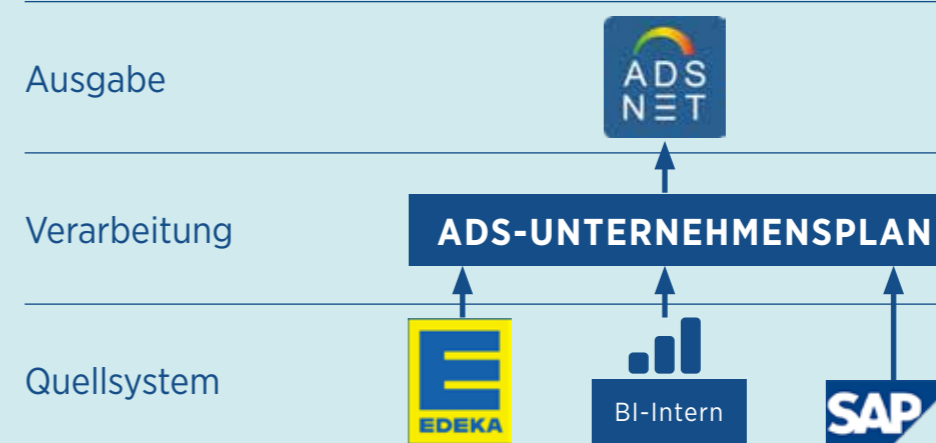 Ausgabe
ADS
NET
Verarbeitung
ADS-UNTERNEHMENSPLAN
Quellsystem
E
EDEKA
BI-Intern
SAP